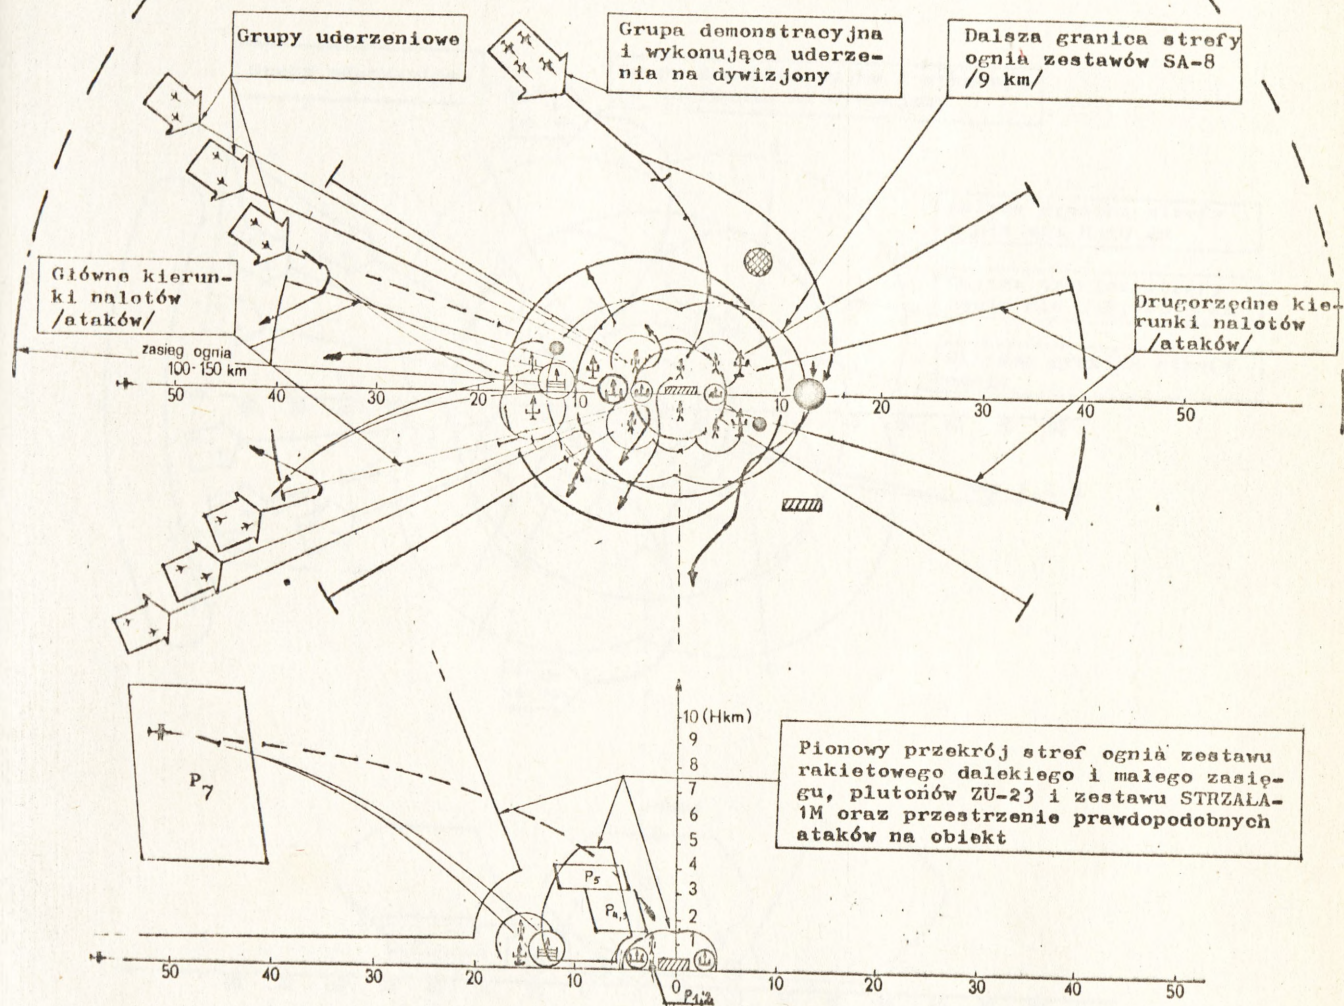 Grupy uderzeniowe
Grupa demonstracyjna
i wykonująca uderze-
nia na dywizjony
Dalsza granica strefy
ognia zestawów SA-8
/9 km/
Główne kierun-
ki nalotów
/ataków/
Drugorzędne kie-
runki nalotów
/ataków/
zasięg ognia
100-150 km
50 40 30 20 10 10 20 30 40 50
10 (Hkm)
9
8
7
6
5
4
3
2
1
P7
P5
Pionowy przekrój stref ognia zestawu
rakietowego dalekiego i małego zasię-
gu, plutonów ZU-23 i zestawu STRZAŁA-
1M oraz przestrzenie prawdopodobnych
ataków na obiekt
50 40 30 20 10 0 10 20 30 40 50